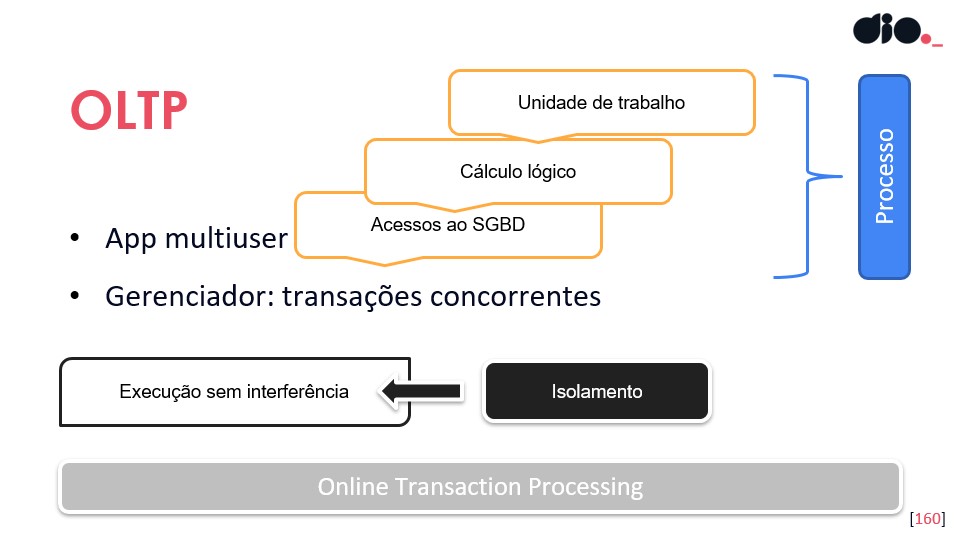 dio._
OLTP
Unidade de trabalho
Cálculo lógico
Acessos ao SGBD
Processo
• App multiuser
• Gerenciador: transações concorrentes
Execução sem interferência
Isolamento
Online Transaction Processing
[160]